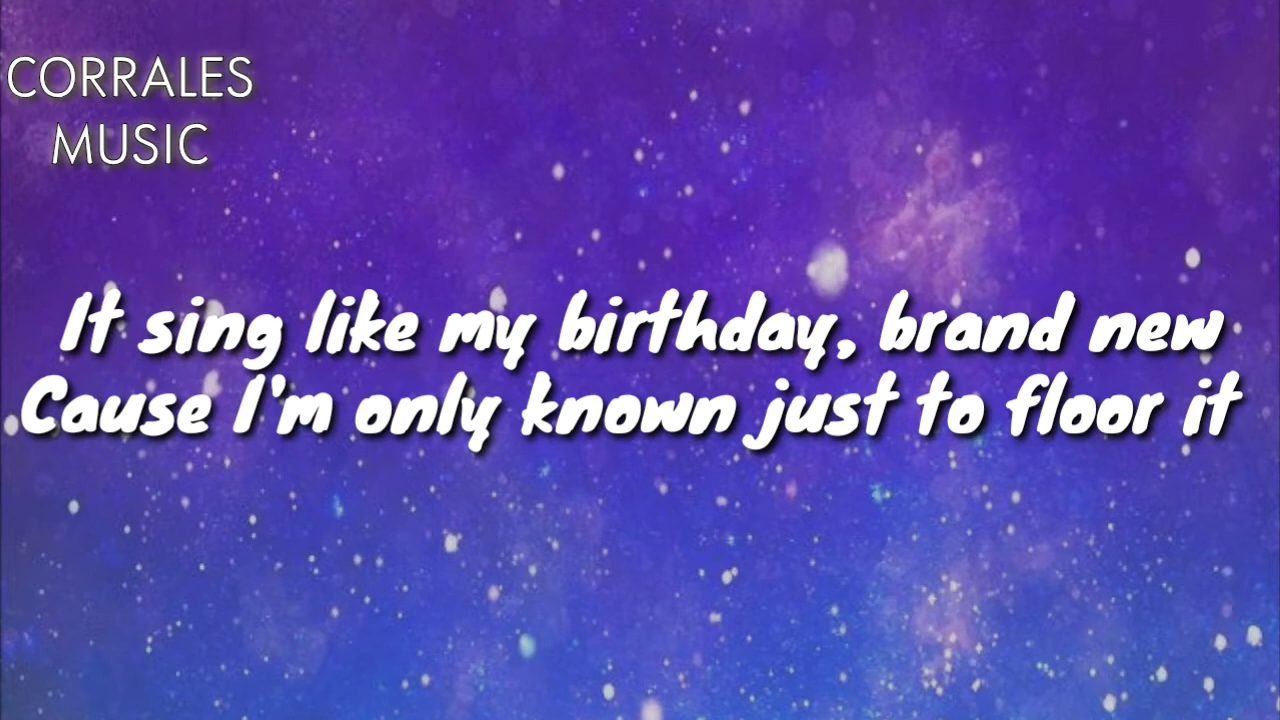 CORRALES
MUSIC
It sing like my birthday, brand new
Cause I'm only known just to floor it